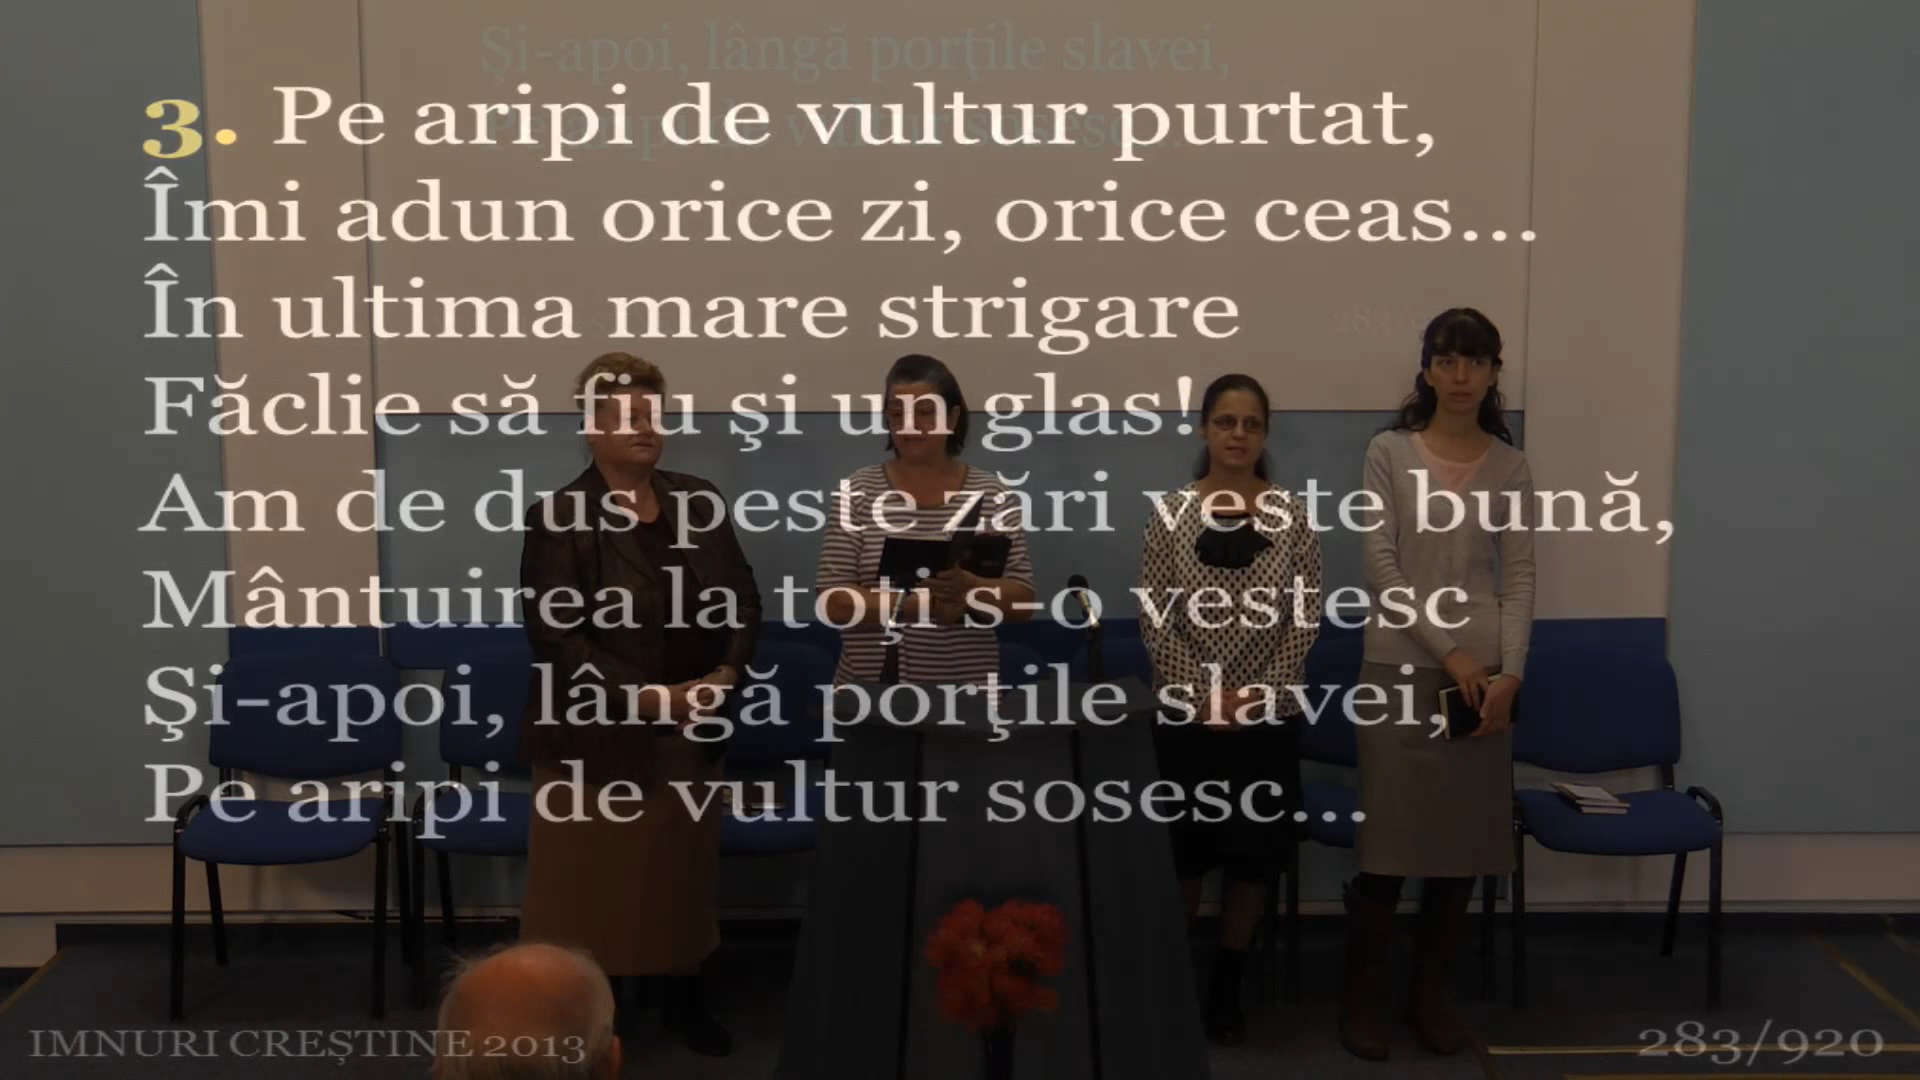 Şi-apoi, lângă porţile slavei,
3. Pe aripi de vultur purtat,
Îmi adun orice zi, orice ceas...
În ultima mare strigare
Făclie să fiu şi un glas!
Am de dus peste zări veste bună,
Mântuirea la toţi s-o vestesc
Şi-apoi, lângă porţile slavei,
Pe aripi de vultur sosesc...
IMNURI CREŞTINE 2013
283/920